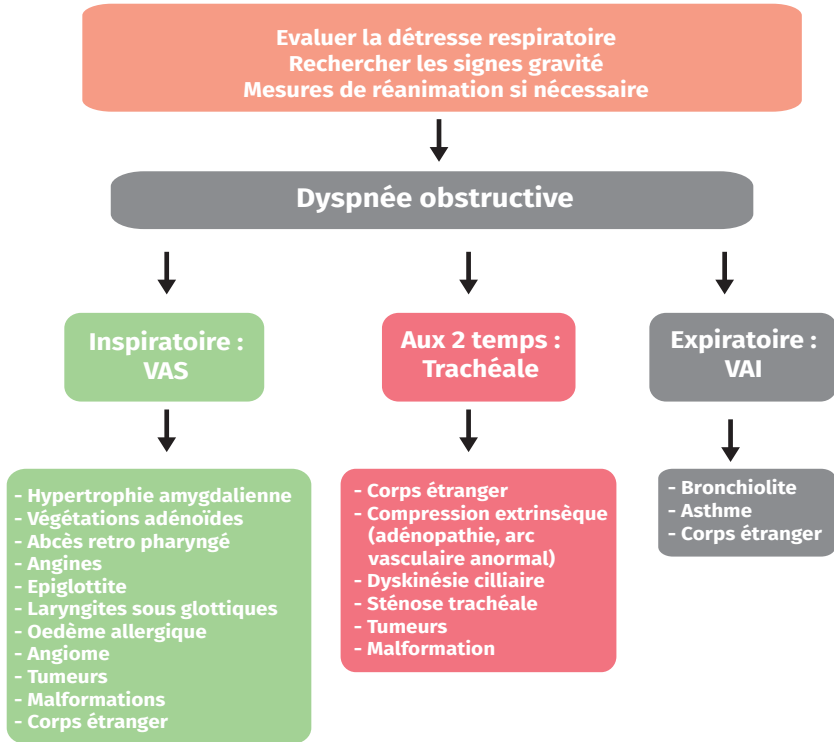 Evaluer la détresse respiratoire
Rechercher les signes gravité
Mesures de réanimation si nécessaire
Dyspnée obstructive
Inspiratoire :
VAS
Aux 2 temps :
Trachéale
Expiratoire :
VAI
- Hypertrophie amygdalienne
- Végétations adénoïdes
- Abcès retro pharyngé
- Angines
- Epiglottite
- Laryngites sous glottiques
- Oedème allergique
- Angiome
- Tumeurs
- Malformations
- Corps étranger
- Corps étranger
- Compression extrinsèque
(adénopathie, arc
vasculaire anormal)
- Dyskinésie cilliaire
- Sténose trachéale
- Tumeurs
- Malformation
- Bronchiolite
- Asthme
- Corps étranger